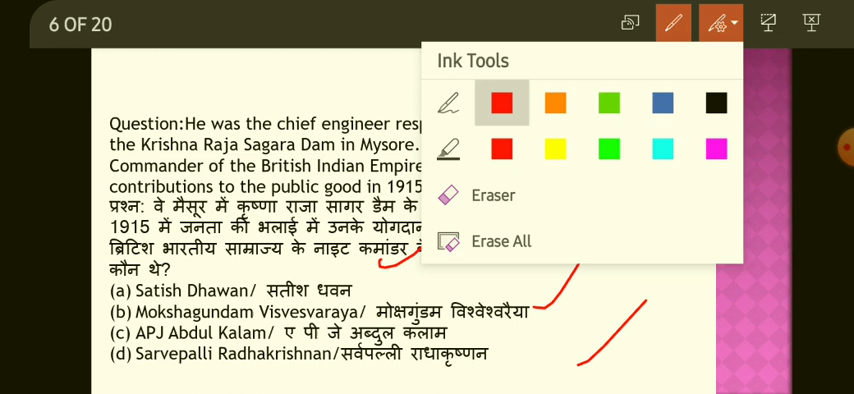 6 OF 20
Ink Tools
Question:He was the chief engineer resp
the Krishna Raja Sagara Dam in Mysore.
Commander of the British Indian Empire
contributions to the public good in 1915
Eraser
प्रश्न: वे मैसूर में कृष्णा राजा सागर डैम के
1915 में जनता की भलाई में उनके योगदान
ब्रिटिश भारतीय साम्राज्य के नाइट कमांडर
Erase All
कौन थे?
(a) Satish Dhawan/ सतीश धवन
(b) Mokshagundam Visvesvaraya/ मोक्षगुंडम विश्वेश्वरैया
(c) APJ Abdul Kalam/ ए पी जे अब्दुल कलाम
(d) Sarvepalli Radhakrishnan/सर्वपल्ली राधाकृष्णन